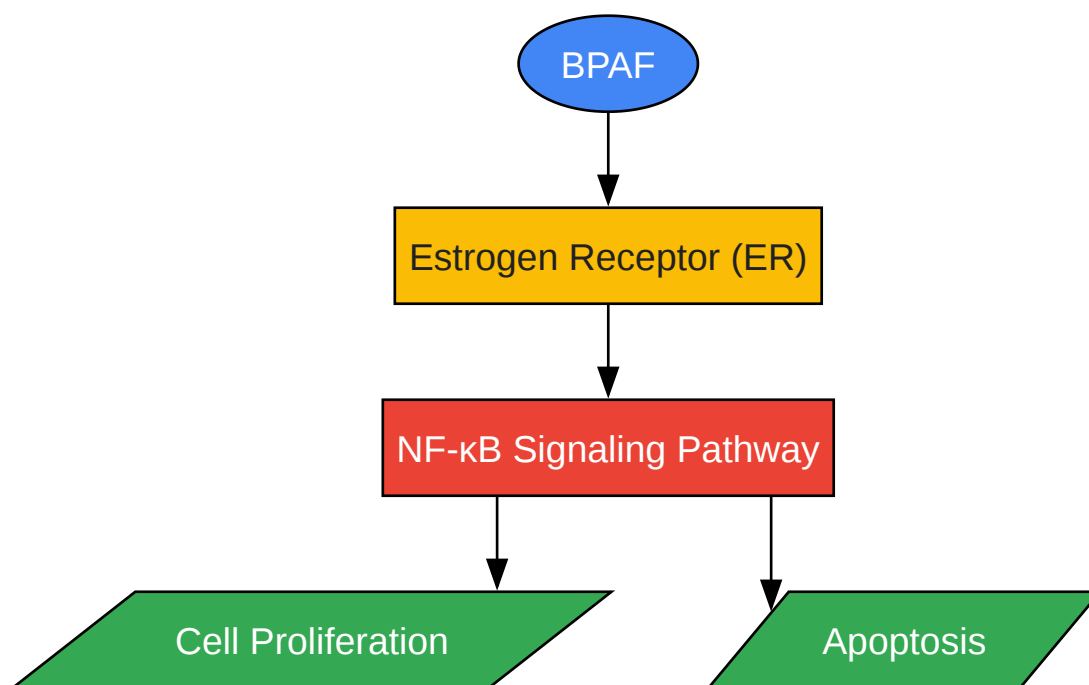 BPAF
Estrogen Receptor (ER)
NF-κB Signaling Pathway
Cell Proliferation
Apoptosis